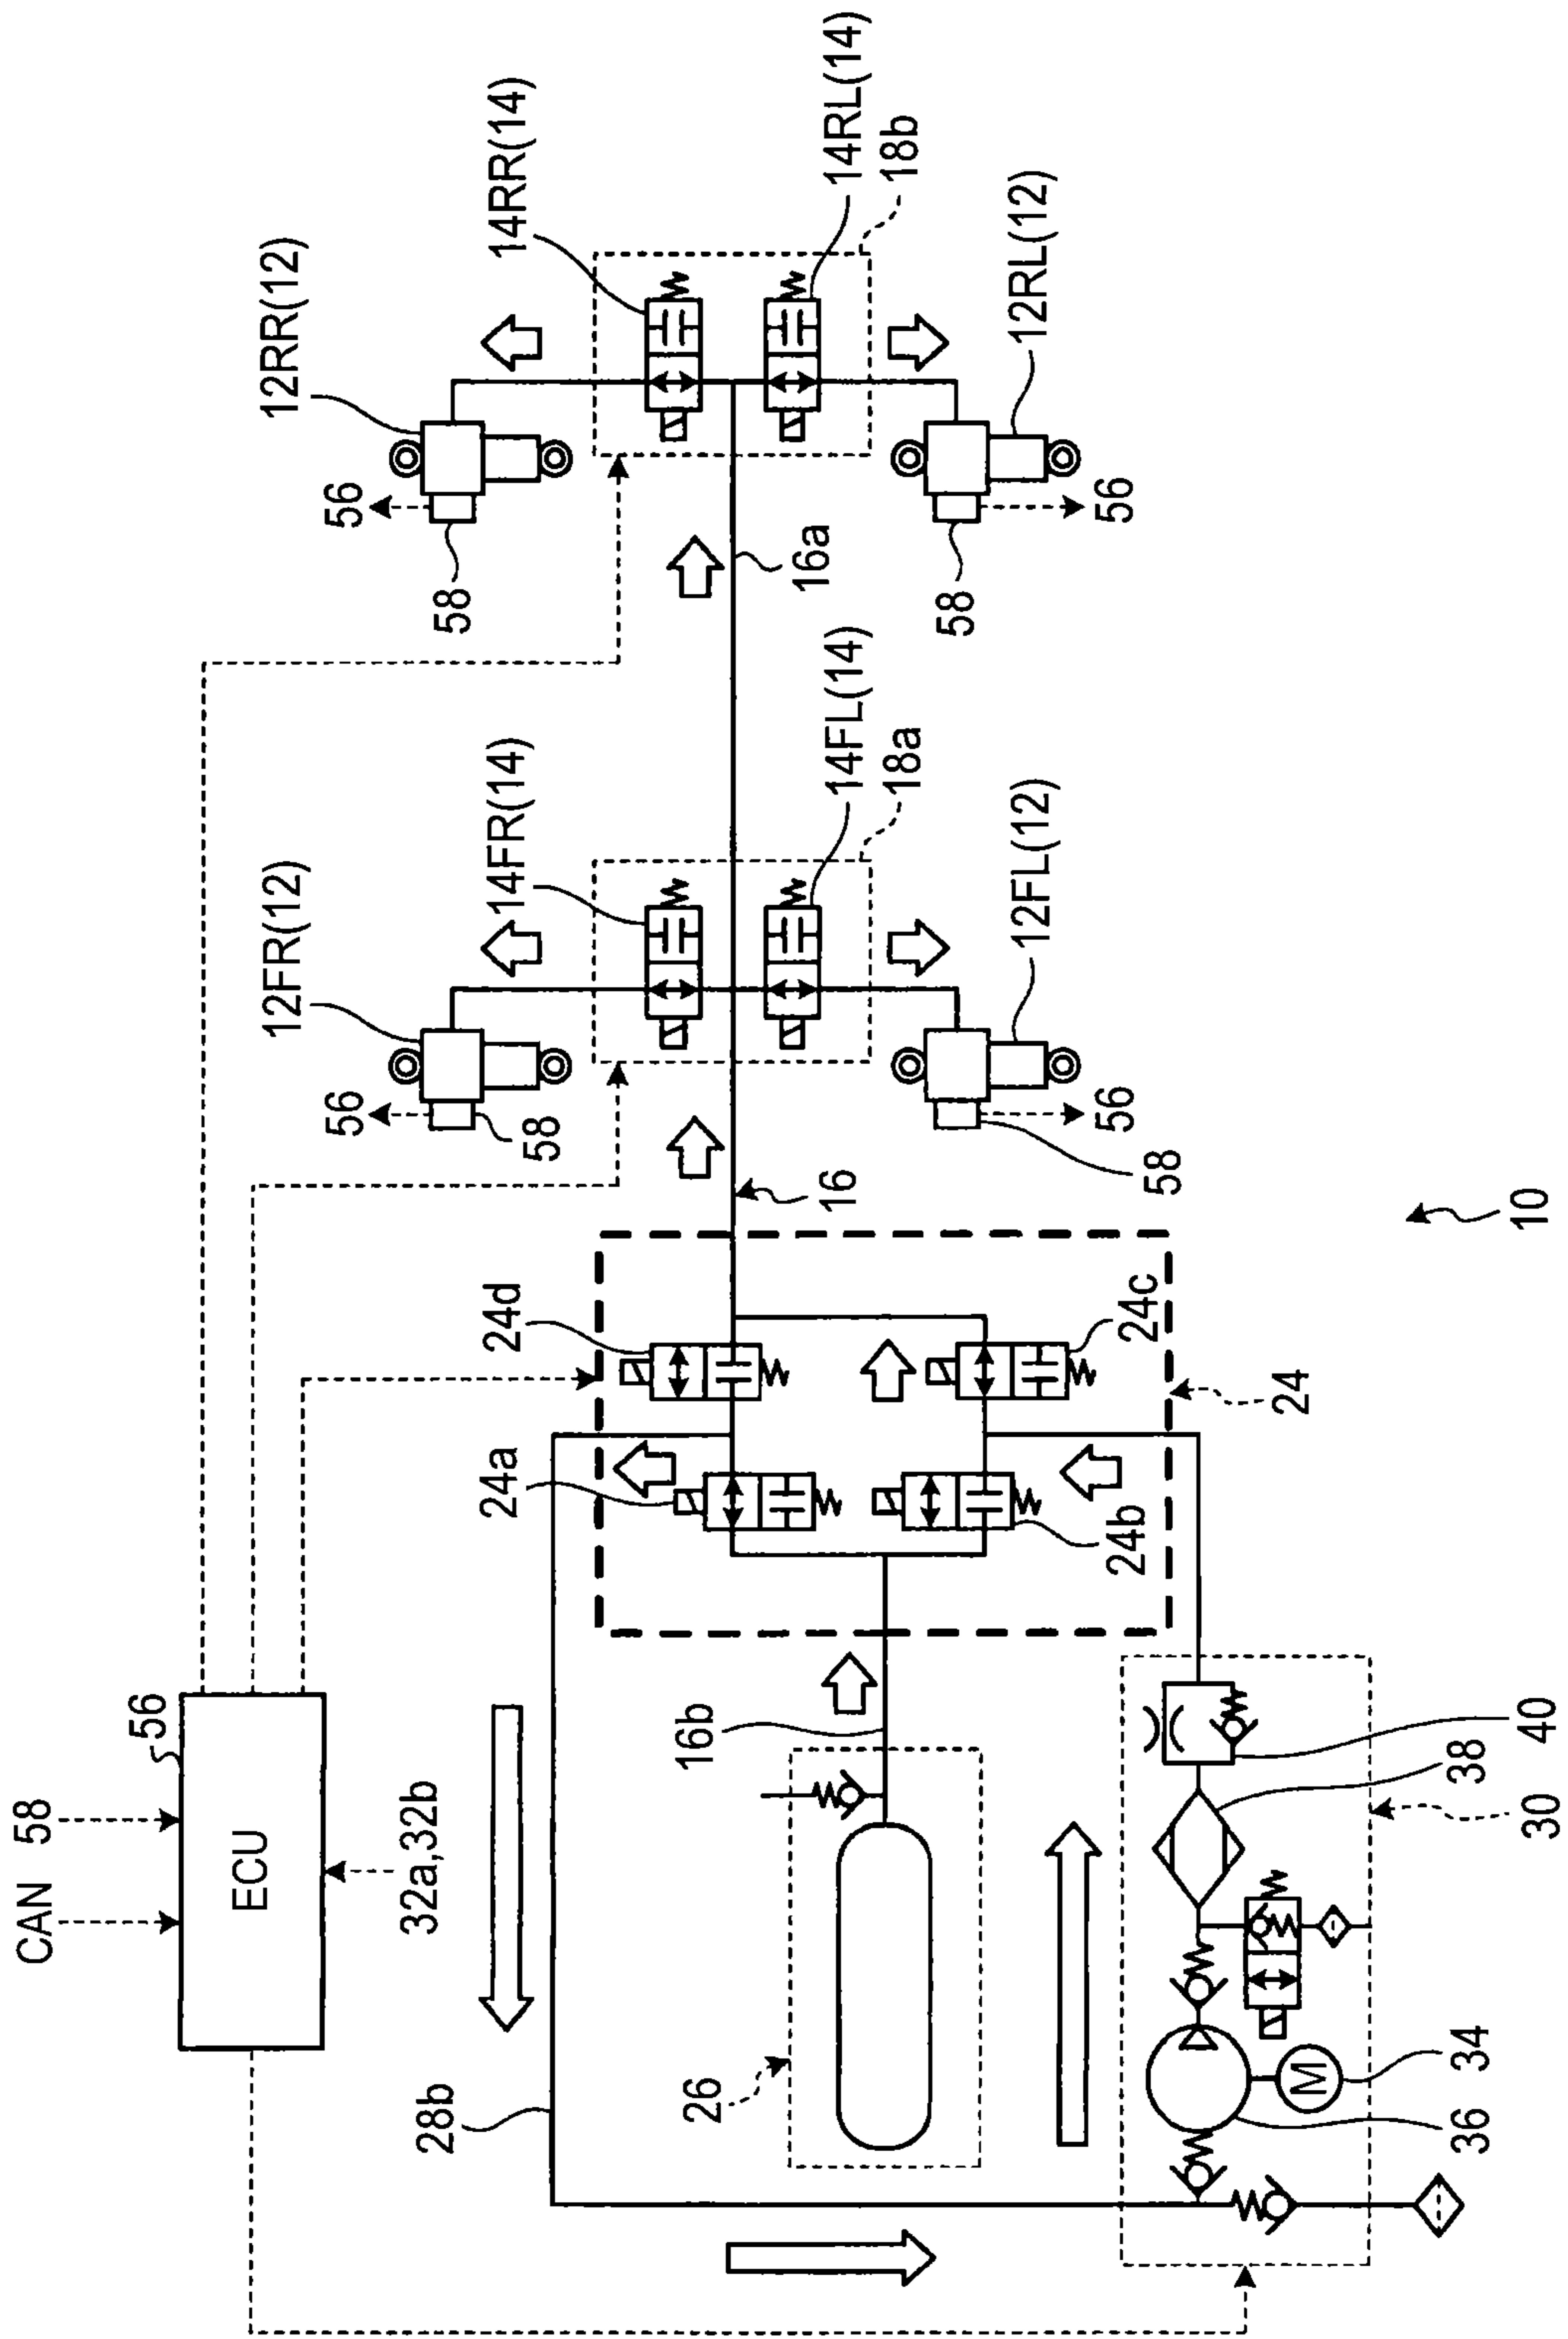 CAN
58
56
ECU
32a,32b
28b
26
16b
24a
24d
24b
24c
24
16
10
30
34
36
38
40
12FR(12)
56
58
14FR(14)
14FL(14)
18a
12FL(12)
56
58
16a
12RR(12)
56
58
14RR(14)
14RL(14)
18b
12RL(12)
56
58
M